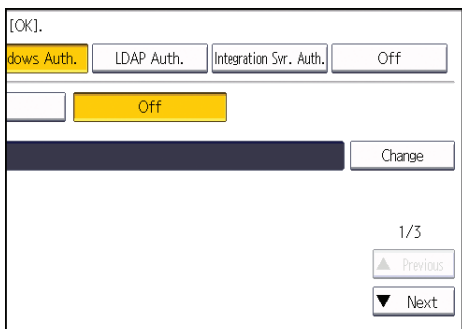 [OK].
dows Auth. LDAP Auth. Integration Svr. Auth. Off
Off
Change
1/3
▲ Previous
▼ Next